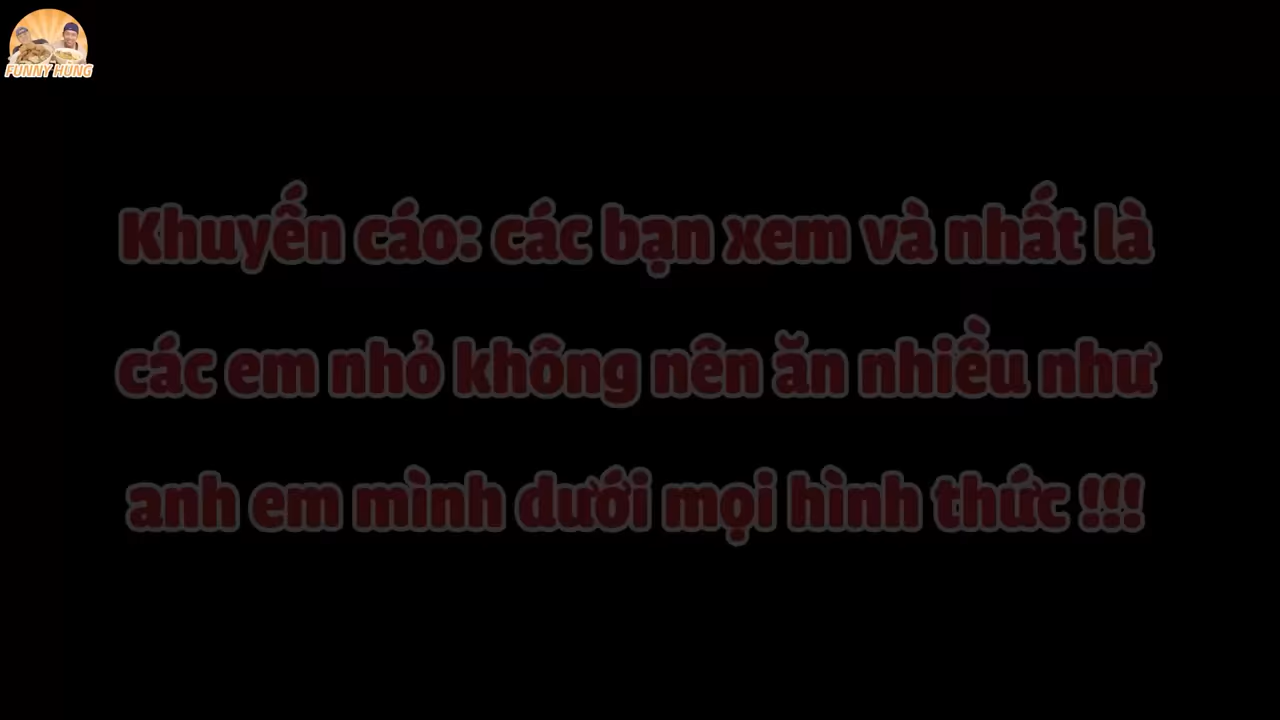 FUNNY HÙNG
Khuyến cáo: các bạn xem và nhất là
các em nhỏ không nên ăn nhiều như
anh em mình dưới mọi hình thức !!!